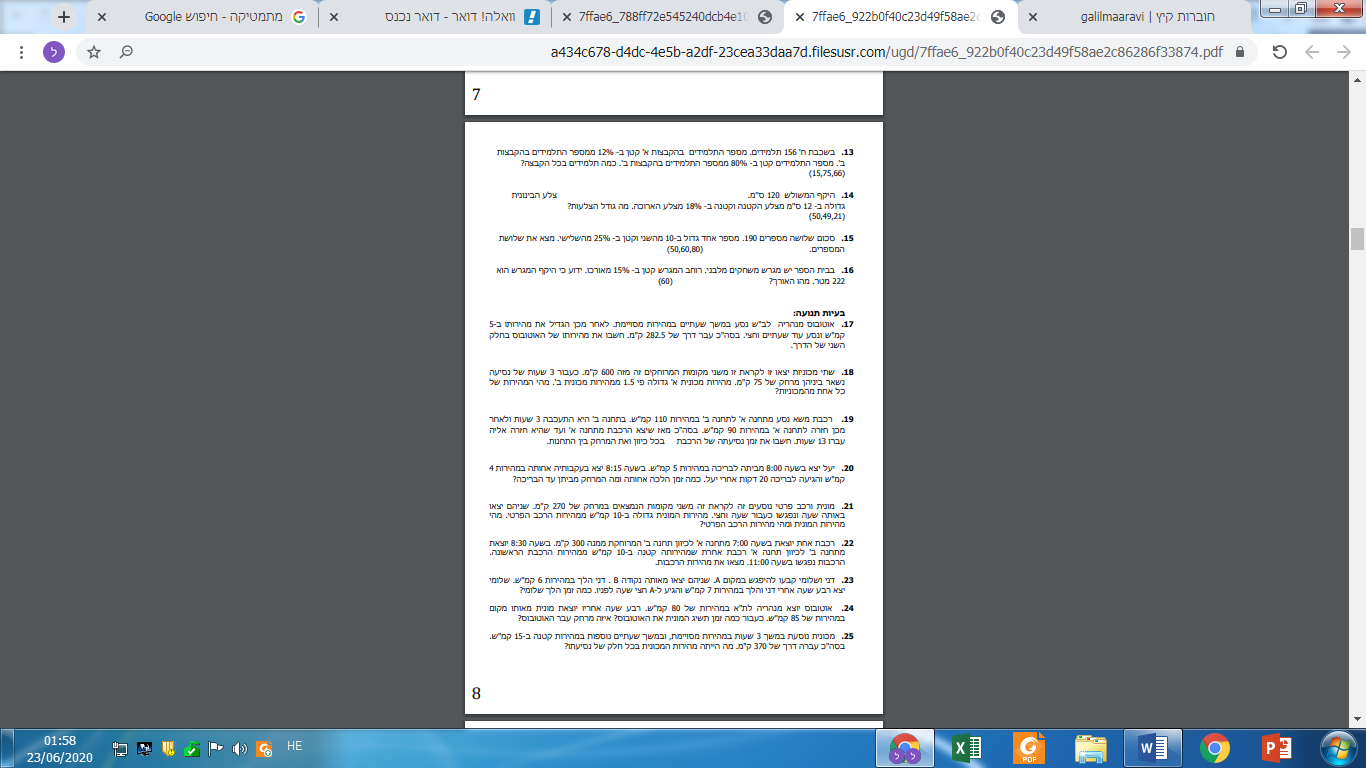 מתמטיקה - חיפוש Google
וואלה! דואר - דואר נכנס
7ffae6_788ff72e545240dcb4e10
7ffae6_922b0f40c23d49f58ae2c
חוברות קיץ | galilmaaravi
a434c678-d4dc-4e5b-a2df-23cea33daa7d.filesusr.com/ugd/7ffae6_922b0f40c23d49f58ae2c86286f33874.pdf
ל
7
13. בשכבת ח' 156 תלמידים. מספר התלמידים בהקבצות א' קטן ב- 12% ממספר התלמידים בהקבצות
ב'. מספר התלמידים קטן ב- 80% ממספר התלמידים בהקבצות ב'. כמה תלמידים בכל הקבצה?
(15,75,66)
14. היקף המשולש 120 ס"מ. צלע הבינונית
גדולה ב- 12 ס"מ מצלע הקטנה וקטנה ב- 18% מצלע הארוכה. מה גודל הצלעות?
(50,49,21)
15. סכום שלושה מספרים 190. מספר אחד גדול ב-10 מהשני וקטן ב- 25% מהשלישי. מצא את שלושת
המספרים. (50,60,80)
16. בבית הספר יש מגרש משחקים מלבני. רוחב המגרש קטן ב- 15% מאורכו. ידוע כי היקף המגרש הוא
222 מטר. מהו האורך? (60)
בעיות תנועה:
17. אוטובוס מנהריה לב"ש נסע במשך שעתיים במהירות מסויימת. לאחר מכן הגדיל את מהירותו ב-5
קמ"ש ונסע עוד שעתיים וחצי. בסה"כ עבר דרך של 282.5 ק"מ. חשבו את מהירותו של האוטובוס בחלק
השני של הדרך.
18. שתי מכוניות יצאו זו לקראת זו משני מקומות המרוחקים זה מזה 600 ק"מ. כעבור 3 שעות של נסיעה
נשאר ביניהן מרחק של 75 ק"מ. מהירות מכונית א' גדולה פי 1.5 ממהירות מכונית ב'. מהי המהירות של
כל אחת מהמכוניות?
19. רכבת משא נסע מתחנה א' לתחנה ב' במהירות 110 קמ"ש. בתחנה ב' היא התעכבה 3 שעות ולאחר
מכן חזרה לתחנה א' במהירות 90 קמ"ש. בסה"כ מאז שיצא הרכבת מתחנה א' ועד שהיא חזרה אליה
עברו 13 שעות. חשבו את זמן נסיעתה של הרכבת בכל כיוון ואת המרחק בין התחנות.
20. יעל יצא בשעה 8:00 מביתה לבריכה במהירות 5 קמ"ש. בשעה 8:15 יצא בעקבותיה אחותה במהירות 4
קמ"ש והגיעה לבריכה 20 דקות אחרי יעל. כמה זמן הלכה אחותה ומה המרחק מביתן עד הבריכה?
21. מונית ורכב פרטי נוסעים זה לקראת זה משני מקומות הנמצאים במרחק של 270 ק"מ. שניהם יצאו
באותה שעה ונפגשו כעבור שעה וחצי. מהירות המונית גדולה ב-10 קמ"ש ממהירות הרכב הפרטי. מהי
מהירות המונית ומהי מהירות הרכב הפרטי?
22. רכבת אחת יוצאת בשעה 7:00 מתחנה א' לכיוון תחנה ב' המרוחקת ממנה 300 ק"מ. בשעה 8:30 יוצאת
מתחנה ב' לכיוון תחנה א' רכבת אחרת שמהירותה קטנה ב-10 קמ"ש ממהירות הרכבת הראשונה.
הרכבות נפגשו בשעה 11:00. מצאו את מהירות הרכבות.
23. דני ושלומי קבעו להיפגש במקום A. שניהם יצאו מאותה נקודה B . דני הלך במהירות 6 קמ"ש. שלומי
יצא רבע שעה אחרי דני והלך במהירות 7 קמ"ש והגיע ל-A חצי שעה לפניו. כמה זמן הלך שלומי?
24. אוטובוס יוצא מנהריה לת"א במהירות של 80 קמ"ש. רבע שעה אחריו יוצאת מונית מאותו מקום
במהירות של 85 קמ"ש. כעבור כמה זמן תשיג המונית את האוטובוס? איזה מרחק עבר האוטובוס?
25. מכונית נוסעת במשך 3 שעות במהירות מסויימת, ובמשך שעתיים נוספות במהירות קטנה ב-15 קמ"ש.
בסה"כ עברה דרך של 370 ק"מ. מה הייתה מהירות המכונית בכל חלק של נסיעתו?
8
01:58
23/06/2020
HE